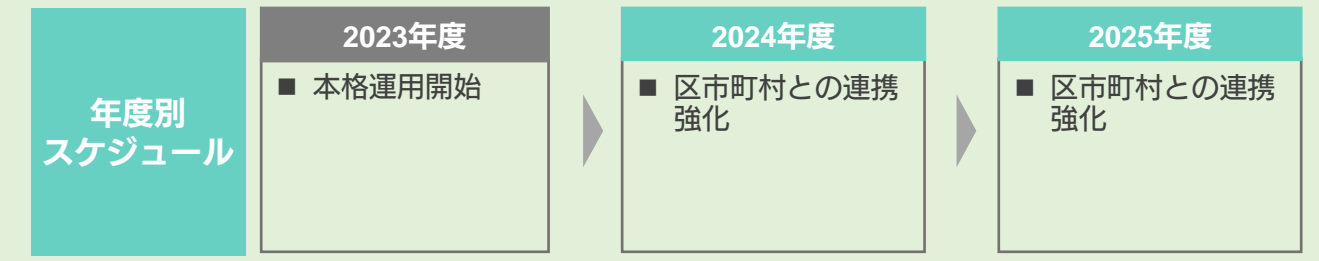 年度別
スケジュール
2023年度
■ 本格運用開始
2024年度
■ 区市町村との連携
強化
2025年度
■ 区市町村との連携
強化